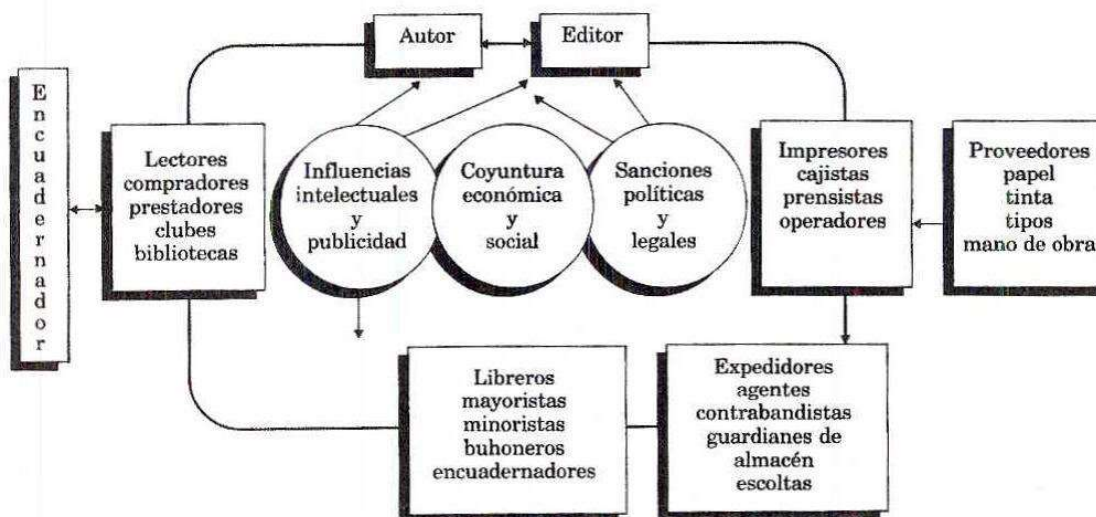 Autor
Editor
Encuadernador
Lectores
compradores
prestadores
clubes
bibliotecas
Influencias
intelectuales
y
publicidad
Coyuntura
económica
y
social
Sanciones
políticas
y
legales
Impresores
cajistas
prensistas
operadores
Proveedores
papel
tinta
tipos
mano de obra
Libreros
mayoristas
minoristas
buhoneros
encuadernadores
Expedidores
agentes
contrabandistas
guardianes de
almacén
escoltas